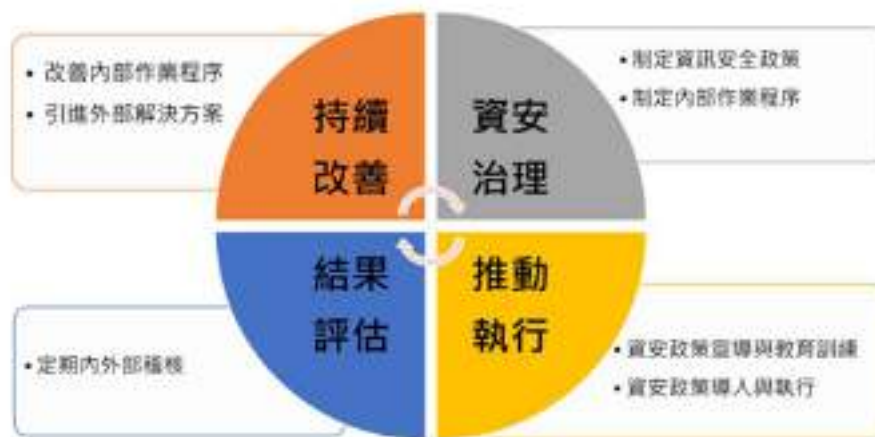 • 改善內部作業程序
• 引進外部解決方案
持續
改善
資安
治理
• 制定資訊安全政策
• 制定內部作業程序
• 定期內外部稽核
結果
評估
推動
執行
• 資安政策宣導與教育訓練
• 資安政策導入與執行